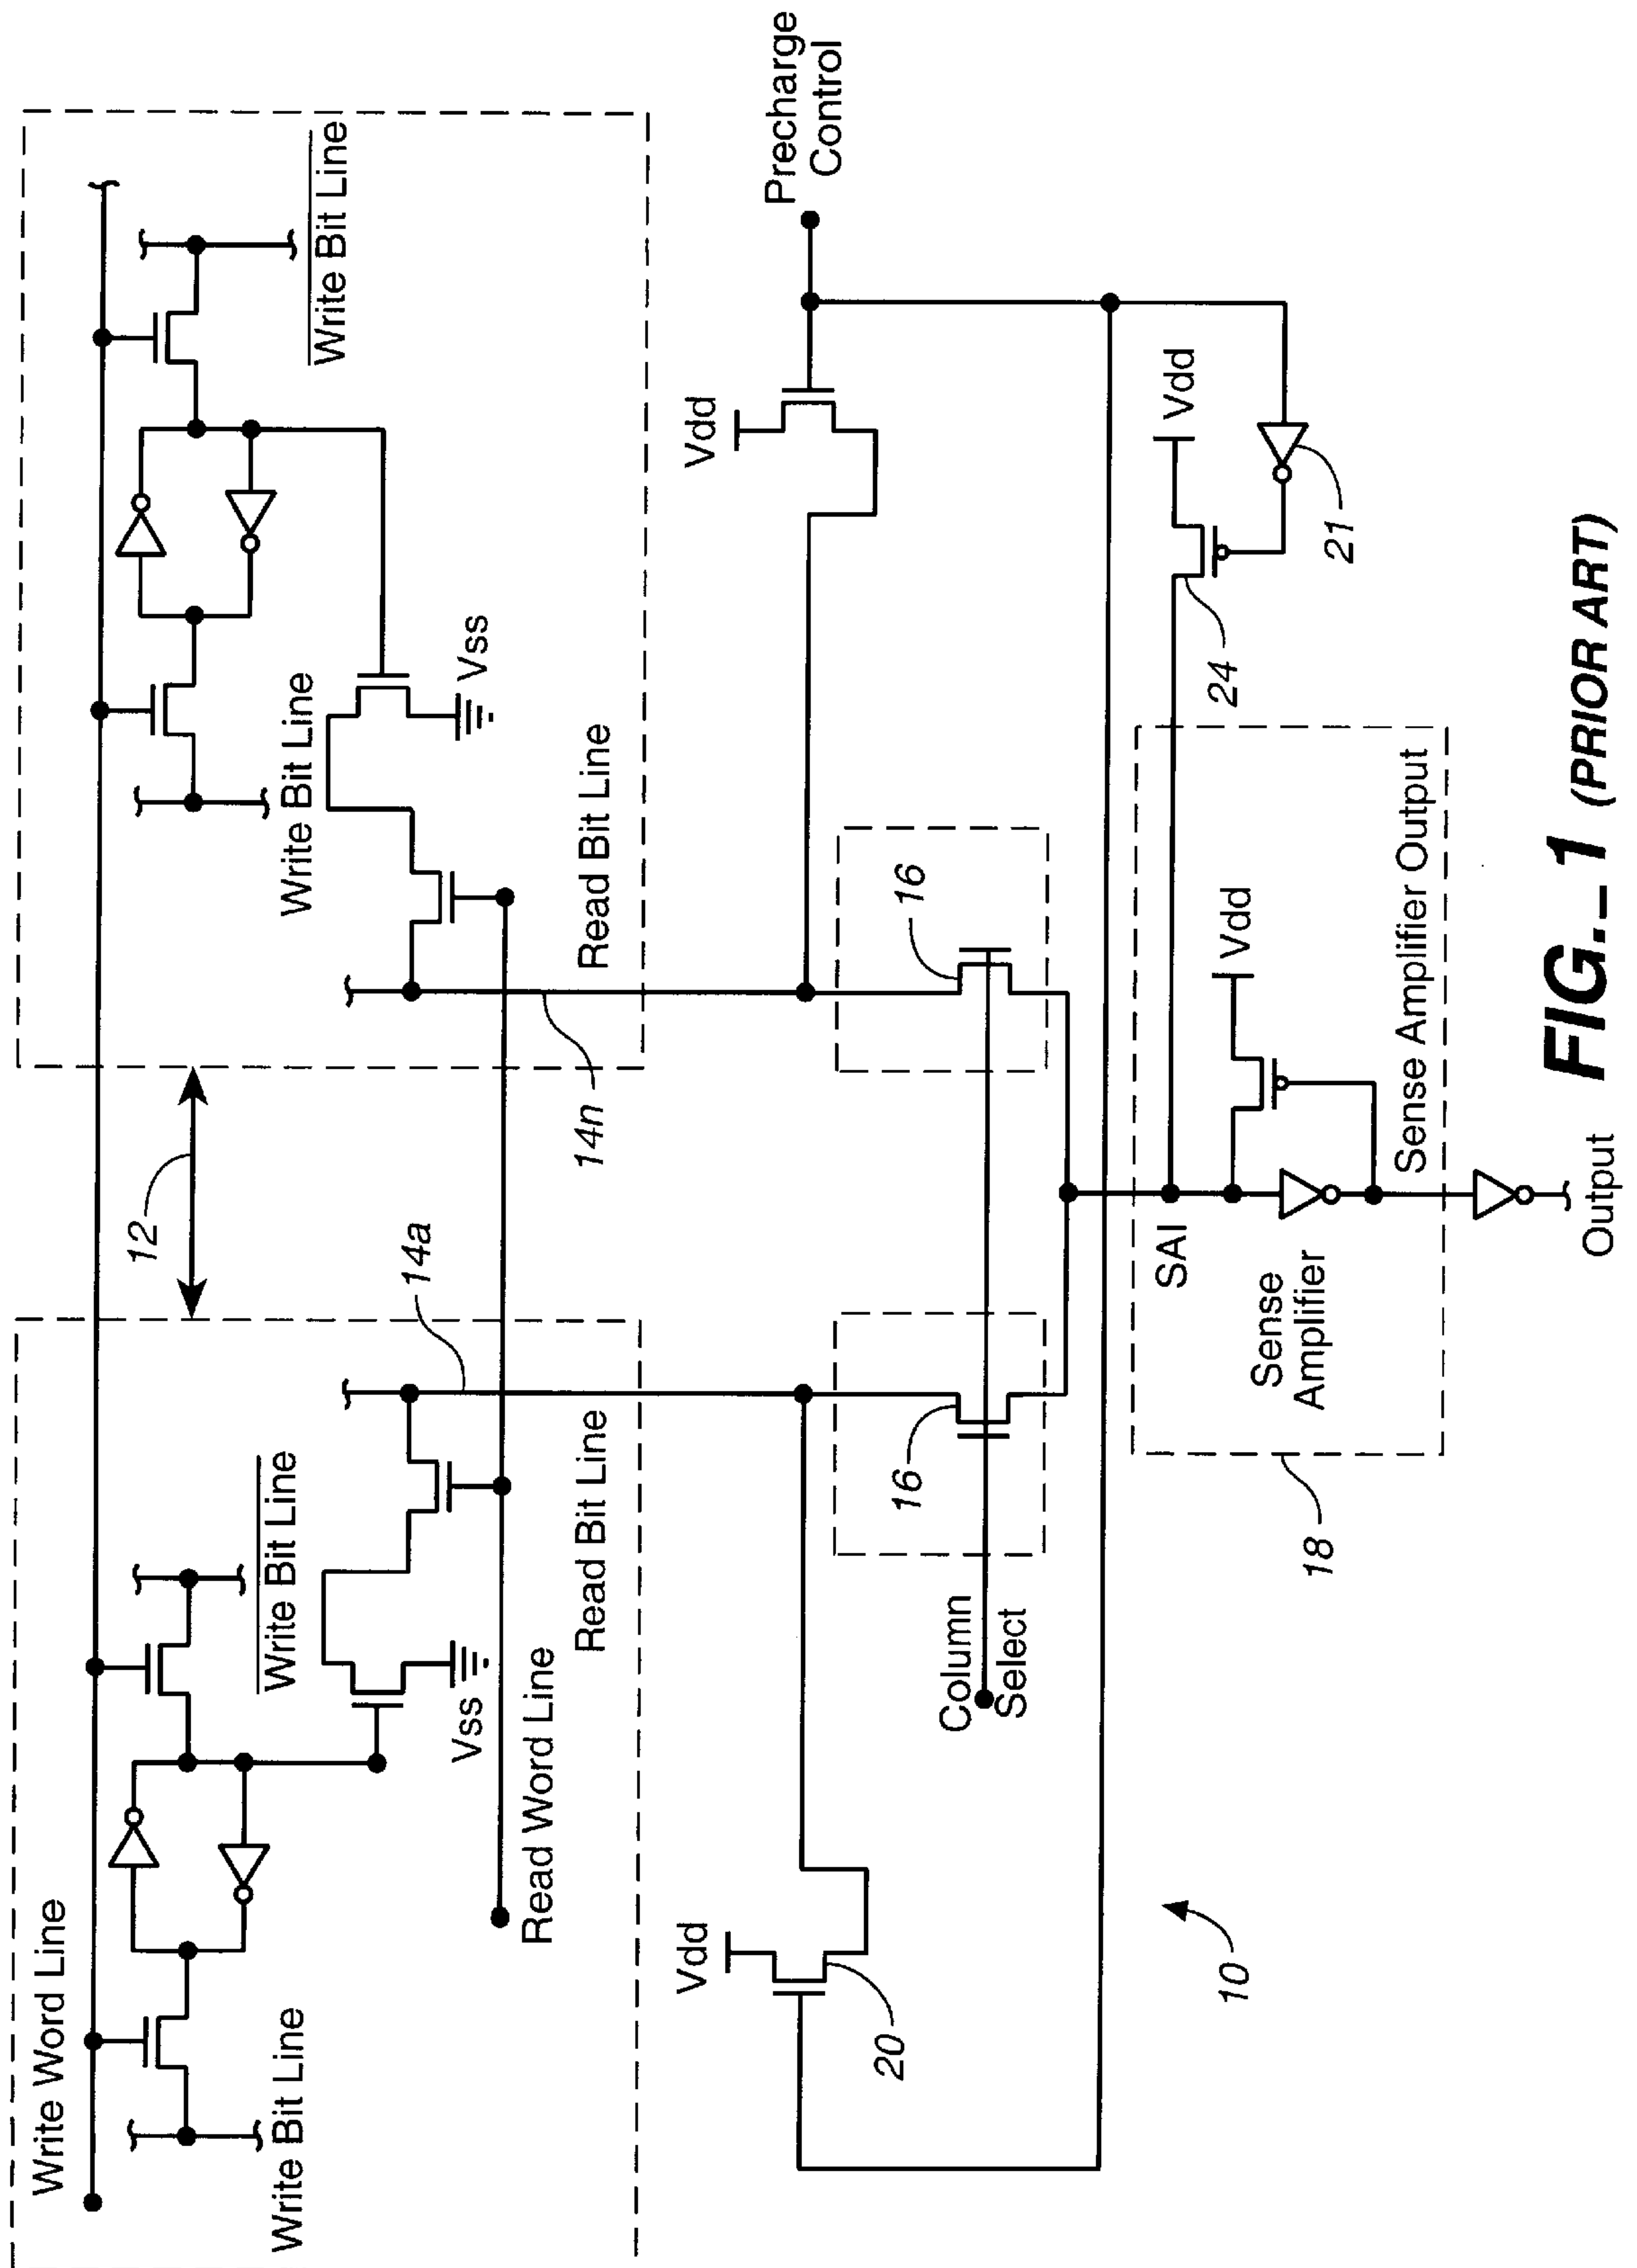 Write Word Line
Write Bit Line
Write Bit Line
Vss
Read Word Line
Read Bit Line
14a
12
Write Bit Line
Write Bit Line
Vss
Read Bit Line
14n
Vdd
20
Vdd
Precharge
Control
Column
Select
16
16
10
18
SAI
Sense
Amplifier
Vdd
Sense Amplifier Output
24
Vdd
21
Output
FIG._1 (PRIOR ART)